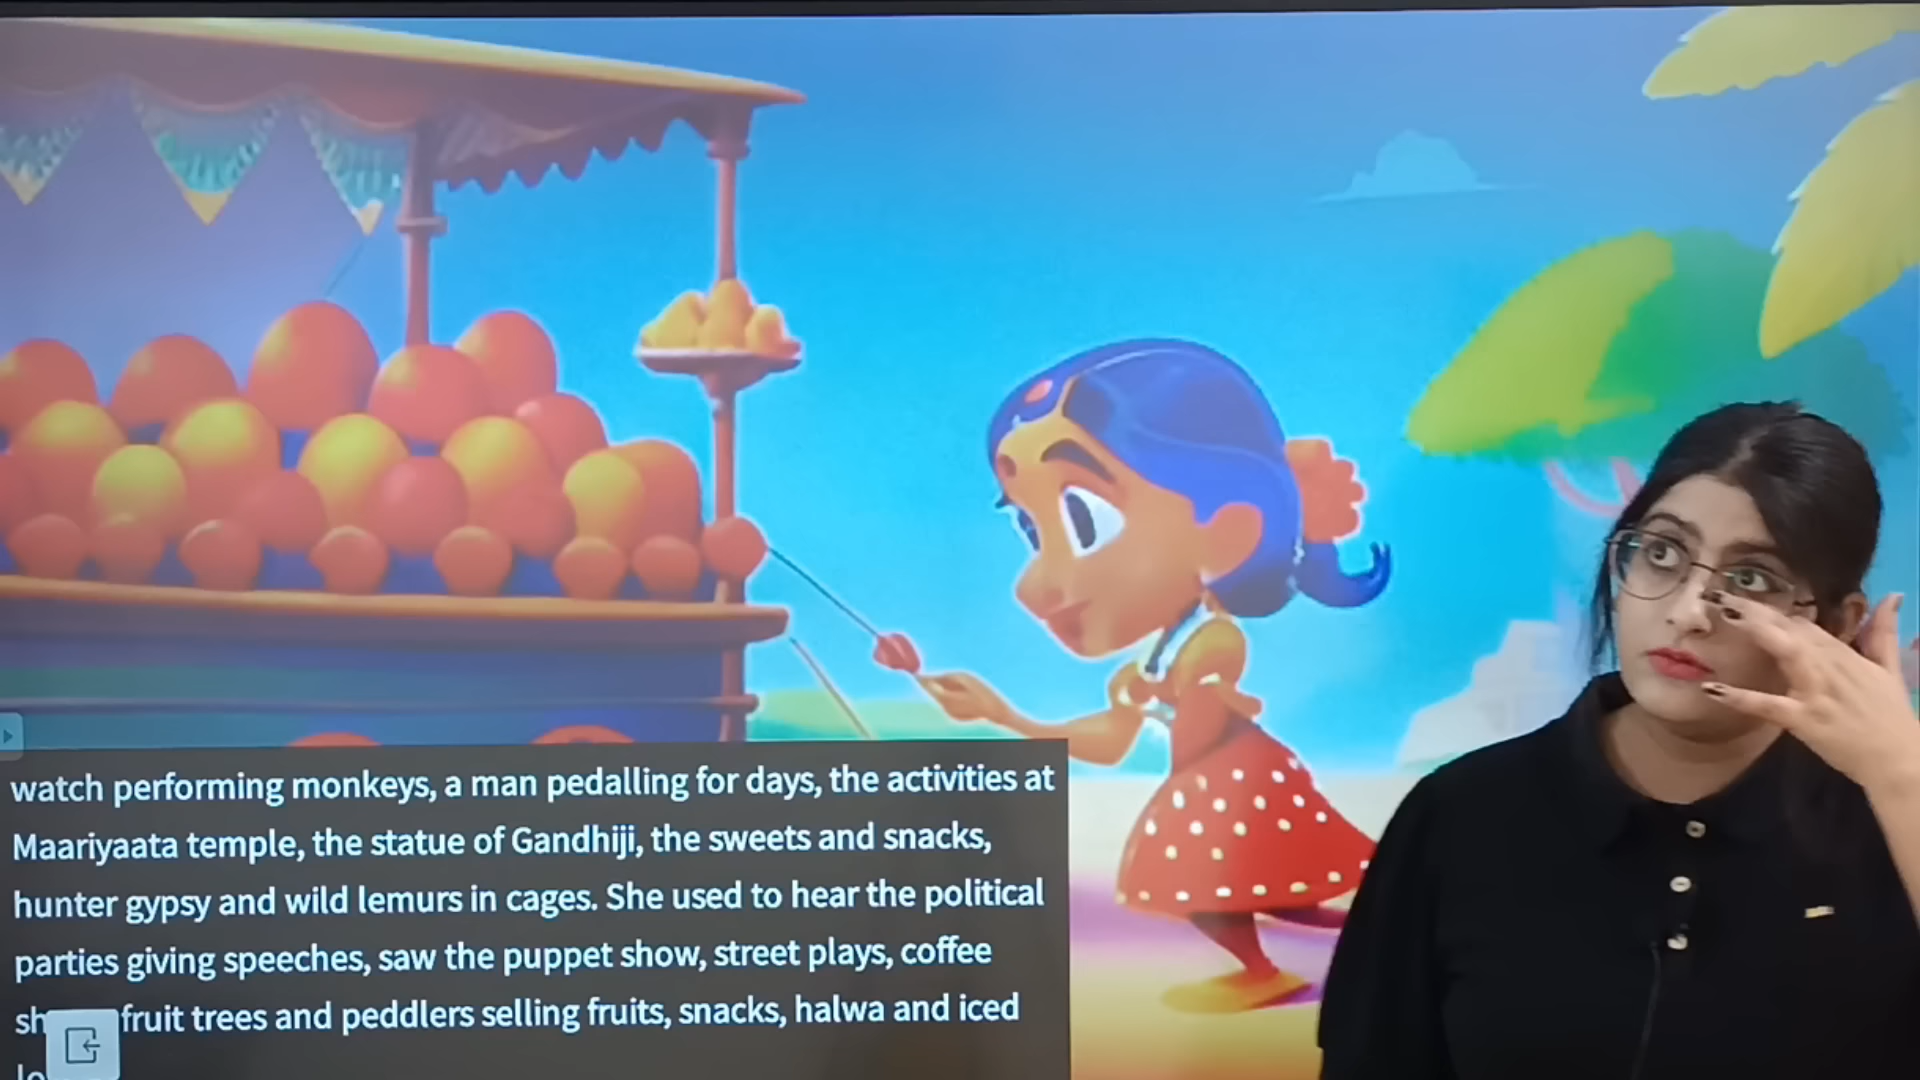 watch performing monkeys, a man pedalling for days, the activities at
Maariyaata temple, the statue of Gandhiji, the sweets and snacks,
hunter gypsy and wild lemurs in cages. She used to hear the political
parties giving speeches, saw the puppet show, street plays, coffee
fruit trees and peddlers selling fruits, snacks, halwa and iced